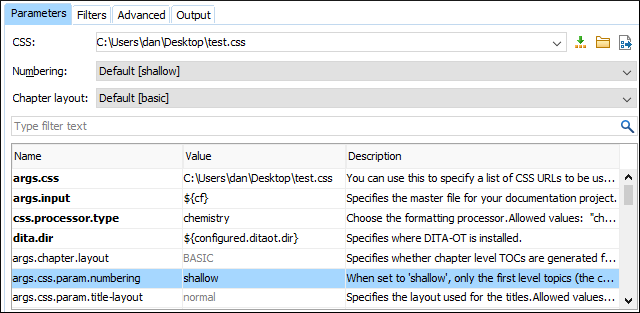 Parameters Filters Advanced Output
CSS: C:\Users\dan\Desktop\test.css
Numbering: Default [shallow]
Chapter layout: Default [basic]
Type filter text
Name Value Description
args.css C:\Users\dan\Desktop\test.css You can use this to specify a list of CSS URLs to be us...
args.input ${cf} Specifies the master file for your documentation project.
css.processor.type chemistry Choose the formatting processor.Allowed values: "ch...
dita.dir ${configured.ditaot.dir} Specifies where DITA-OT is installed.
args.chapter.layout BASIC Specifies whether chapter level TOCs are generated f...
args.css.param.numbering shallow When set to 'shallow', only the first level topics (the c...
args.css.param.title-layout normal Specifies the layout used for the titles.Allowed values...